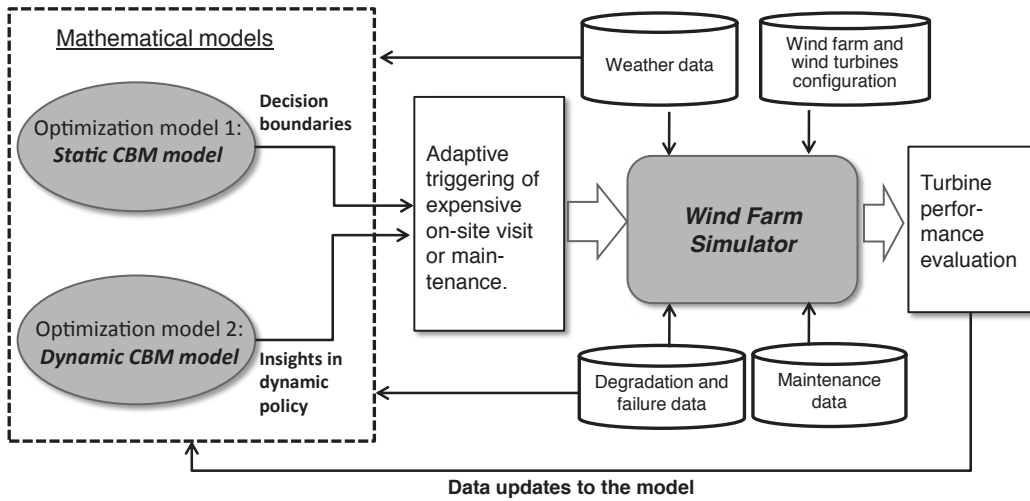 Mathematical models
Optimization model 1:
Static CBM model
Decision
boundaries
Optimization model 2:
Dynamic CBM model
Insights in
dynamic
policy
Adaptive
triggering of
expensive
on-site visit
or main-
tenance.
Weather data
Wind farm and
wind turbines
configuration
Wind Farm
Simulator
Degradation and
failure data
Maintenance
data
Turbine
perfor-
mance
evaluation
Data updates to the model